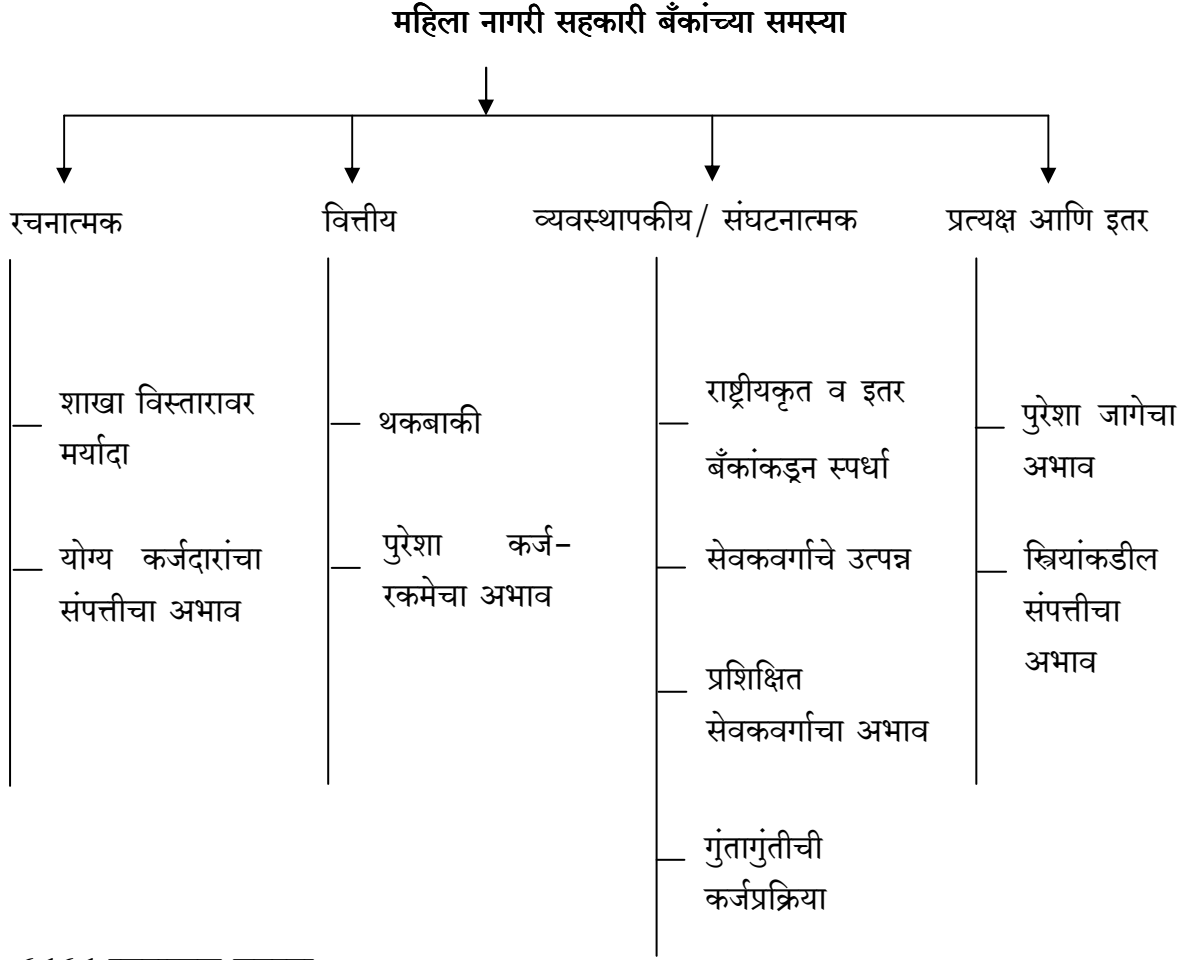 महिला नागरी सहकारी बँकांच्या समस्या
रचनात्मक
वित्तीय
व्यवस्थापकीय/ संघटनात्मक
प्रत्यक्ष आणि इतर
शाखा विस्तारावर
मर्यादा
योग्य कर्जदारांचा
संपत्तीचा अभाव
थकबाकी
पुरेशा कर्ज-
रकमेचा अभाव
राष्ट्रीयकृत व इतर
बँकांकडून स्पर्धा
सेवकवर्गाचे उत्पन्न
प्रशिक्षित
सेवकवर्गाचा अभाव
गुंतागुंतीची
कर्जप्रक्रिया
पुरेशा जागेचा
अभाव
स्त्रियांकडील
संपत्तीचा
अभाव